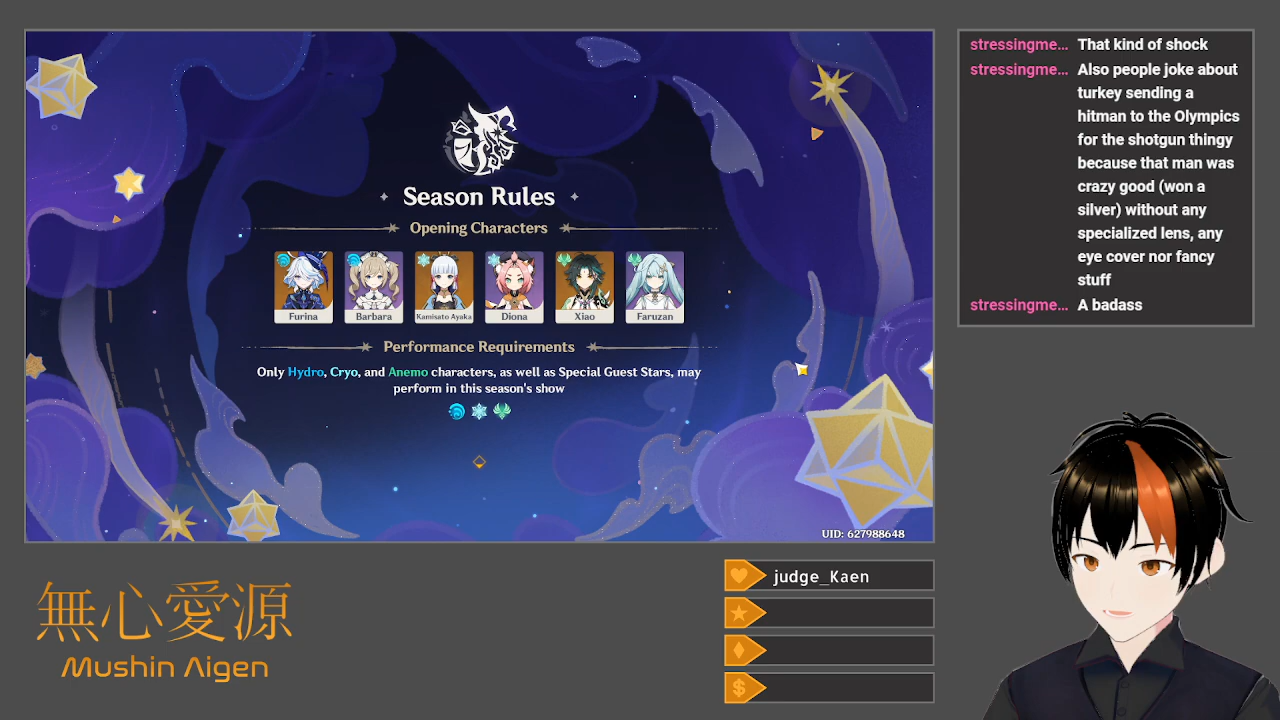 Season Rules
Opening Characters
Furina
Barbara
Kamisato Ayaka
Diona
Xiao
Faruzan
Performance Requirements
Only Hydro, Cryo, and Anemo characters, as well as Special Guest Stars, may
perform in this season's show
UID: 627988648
stressingme... That kind of shock
stressingme... Also people joke about
turkey sending a
hitman to the Olympics
for the shotgun thingy
because that man was
crazy good (won a
silver) without any
specialized lens, any
eye cover nor fancy
stuff
stressingme... A badass
無心愛源
Mushin Aigen
judge_Kaen